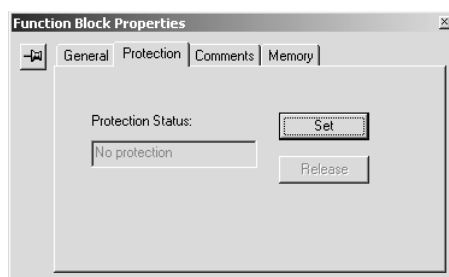 Function Block Properties
General Protection Comments Memory
Protection Status:
Set
No protection
Release